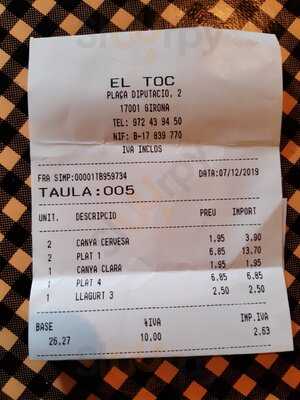 EL TOC
PLAÇA DIPUTACIO, 2
17001 GIRONA
TEL: 972 43 94 50
NIF: B-17 839 770
IVA INCLOS
FRA SIMP:000011B959734 DATA:07/12/2019
TAULA:005
UNIT. DESCRIPCIO PREU IMPORT
2 CANYA CERVESA 1,95 3,90
2 PLAT 1 6,85 13,70
1 CANYA CLARA 1,95 1,95
1 PLAT 4 6,85 6,85
1 LLAGURT 3 2,50 2,50
BASE %IVA IMP.IVA
26,27 10,00 2,63